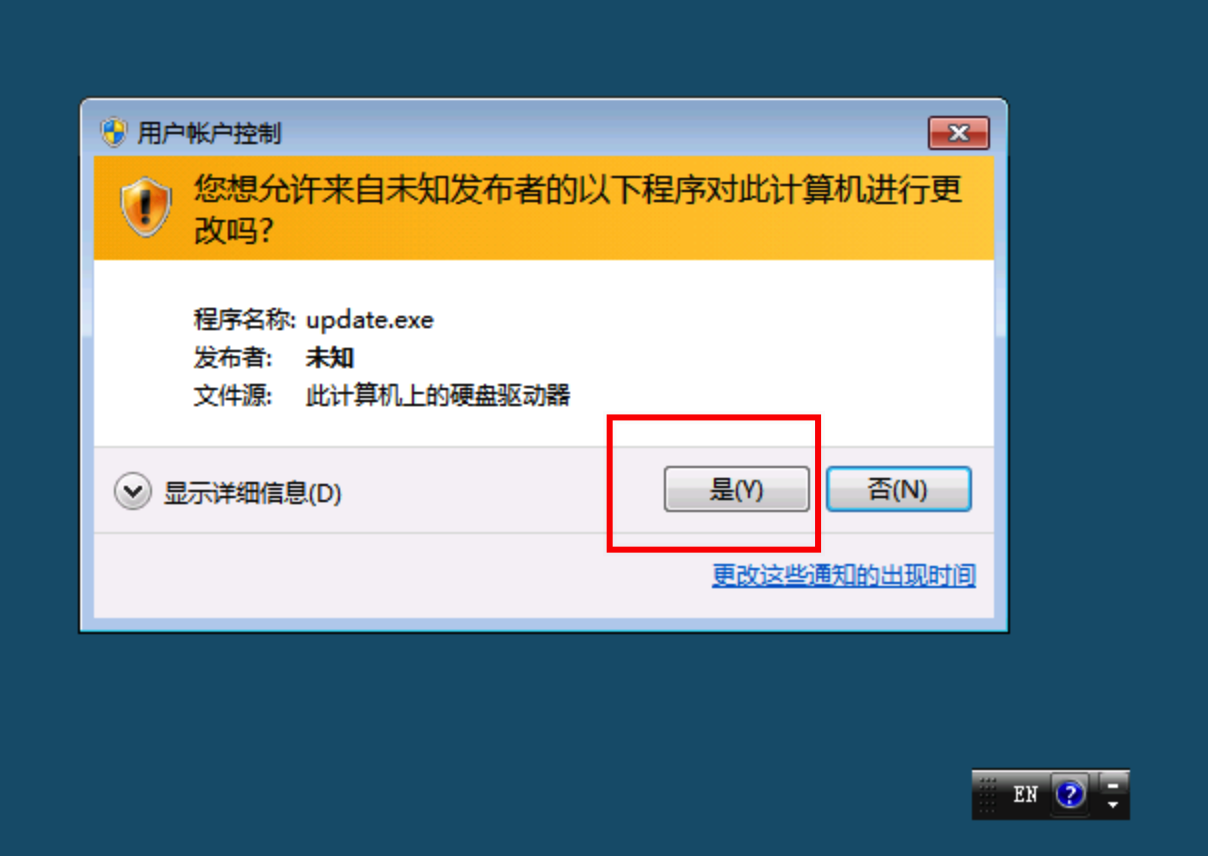 用户帐户控制
您想允许来自未知发布者的以下程序对此计算机进行更
改吗?
程序名称: update.exe
发布者: 未知
文件源: 此计算机上的硬盘驱动器
显示详细信息(D)
是(Y)
否(N)
更改这些通知的出现时间
EN